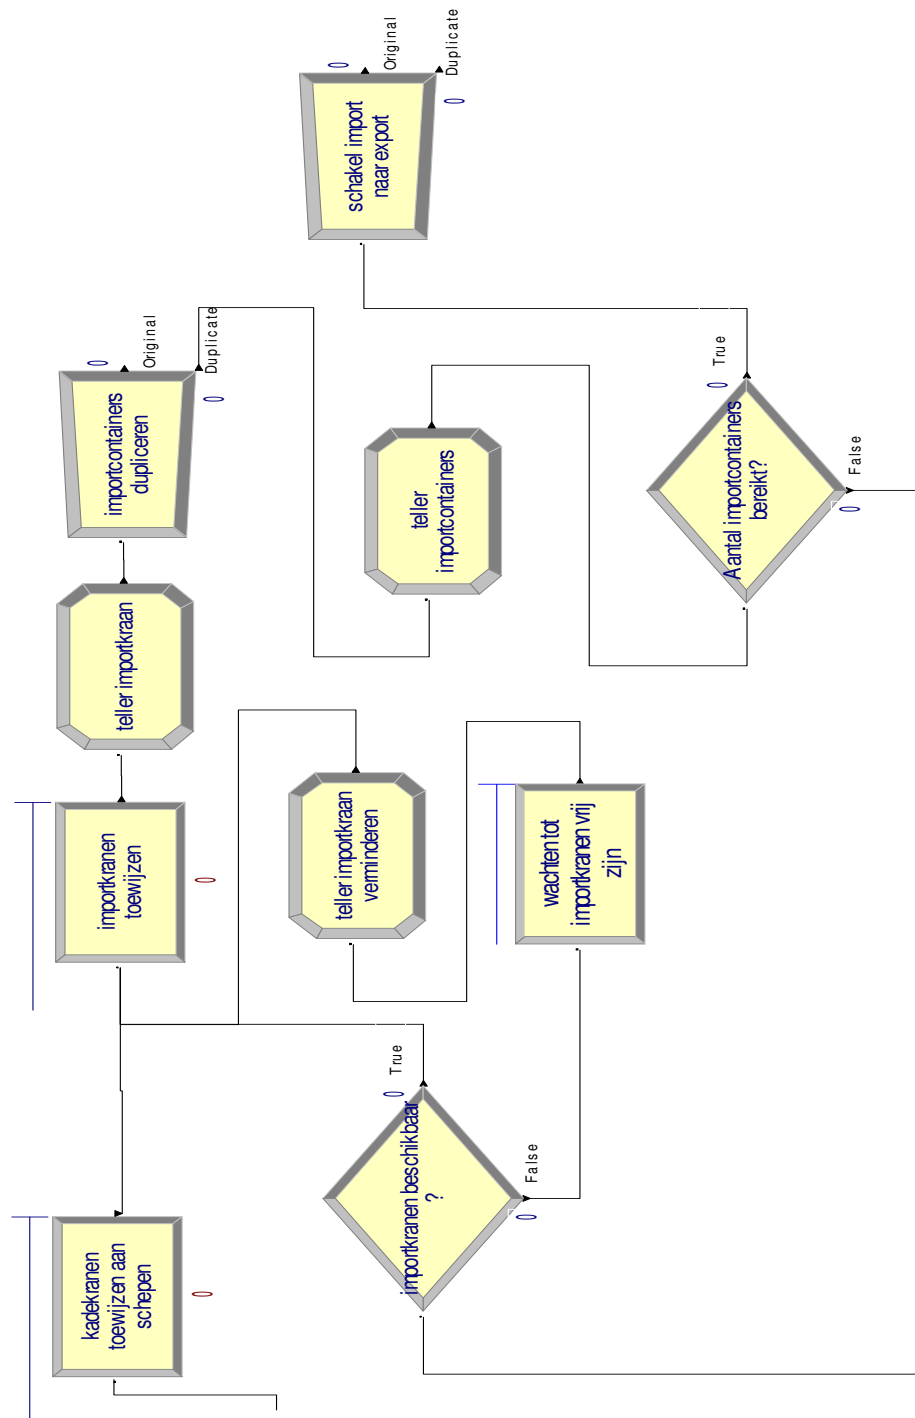 kadekranen
toewijzen aan
schepen
0
importkranen
toewijzen
0
teller importkraan
importcontainers
dupliceren
0
Original
0
Duplicate
importkranen beschikbaar
?
0
True
0
False
teller importkraan
verminderen
wachten tot
importkranen vrij
zijn
teller
importcontainers
Aantal importcontainers
bereikt?
0
True
0
False
schakel import
naar export
0
Original
0
Duplicate